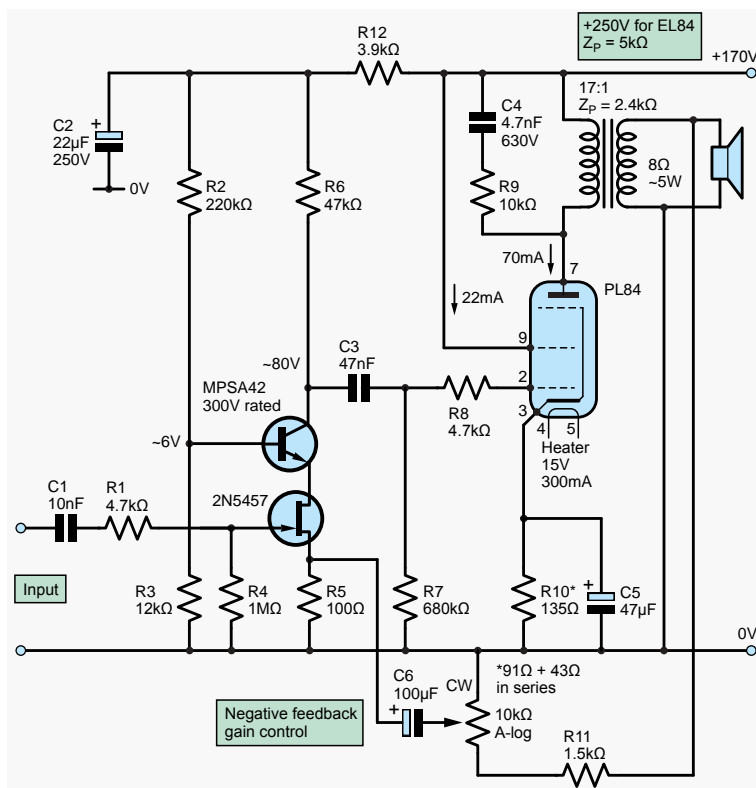 +250V for EL84
Z_P = 5kΩ
+170V
R12
3.9kΩ
17:1
Z_P = 2.4kΩ
C2
22µF
250V
+
0V
C4
4.7nF
630V
R2
220kΩ
R6
47kΩ
R9
10kΩ
8Ω
~5W
70mA
7
PL84
22mA
9
~80V
C3
47nF
2
MPSA42
300V rated
R8
4.7kΩ
3
4
5
~6V
Heater
15V
300mA
C1
10nF
R1
4.7kΩ
2N5457
Input
R3
12kΩ
R4
1MΩ
R5
100Ω
R7
680kΩ
R10*
135Ω
+
C5
47µF
0V
*91Ω + 43Ω
in series
C6
100µF
+
CW
10kΩ
A-log
Negative feedback
gain control
R11
1.5kΩ